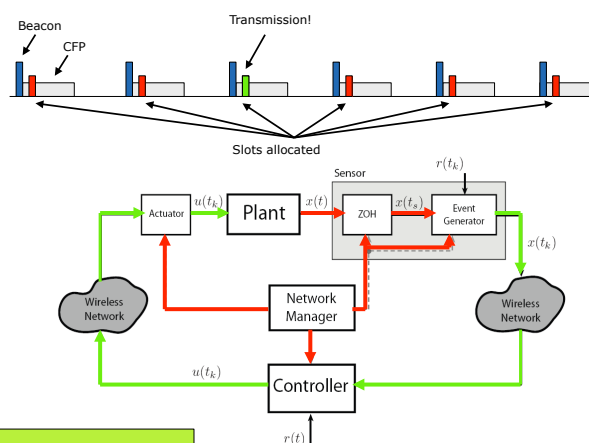 Transmission!
Beacon
CFP
Slots allocated
Sensor
r(t_k)
u(t_k)
x(t)
x(t_s)
Actuator
Plant
ZOH
Event
Generator
x(t_k)
Wireless
Network
Network
Manager
Wireless
Network
u(t_k)
Controller
r(t)